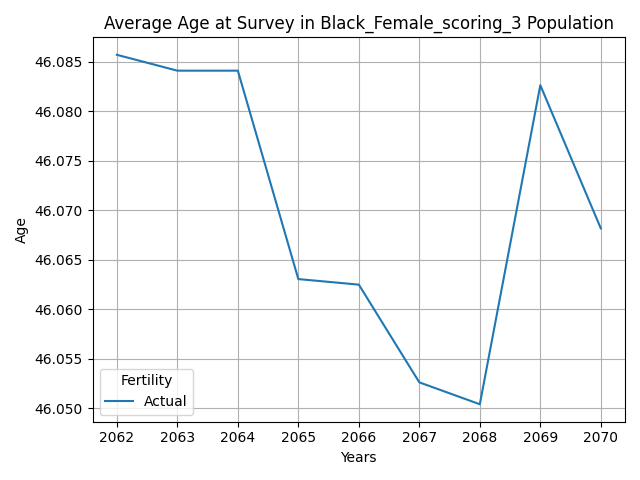 Average Age at Survey in Black_Female_scoring_3 Population
46.085
46.080
46.075
46.070
46.065
46.060
46.055
46.050
Age
Fertility
Actual
2062 2063 2064 2065 2066 2067 2068 2069 2070
Years